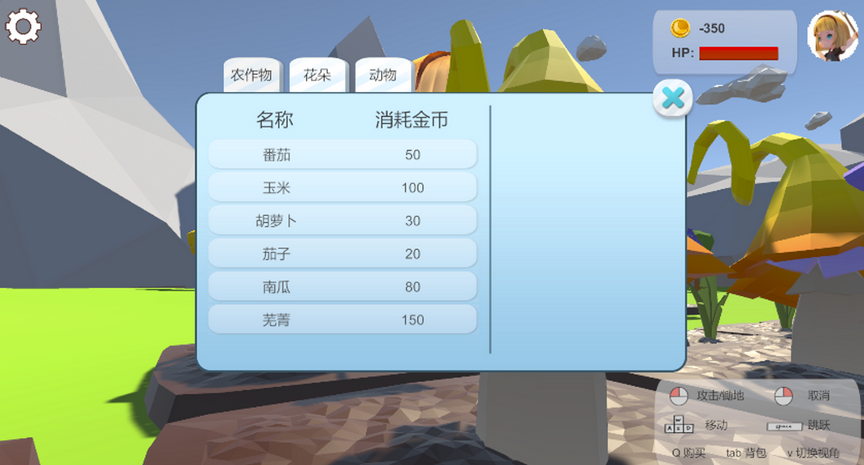 -350
HP:
农作物 花朵 动物
名称 消耗金币
番茄 50
玉米 100
胡萝卜 30
茄子 20
南瓜 80
芜菁 150
攻击/锄地 取消
A S D 移动 space 跳跃
Q 购买 tab 背包 v 切换视角